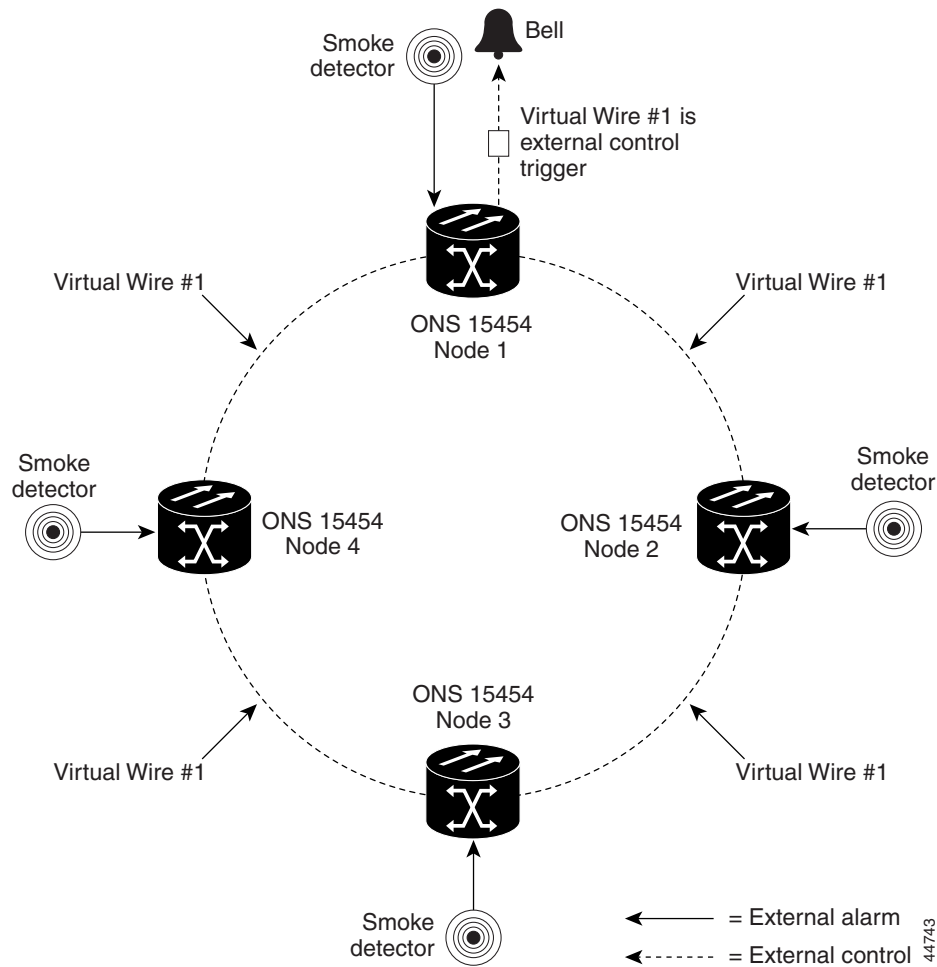 Smoke
detector
Bell
Virtual Wire #1 is
external control
trigger
Virtual Wire #1
Virtual Wire #1
ONS 15454
Node 1
Smoke
detector
ONS 15454
Node 4
ONS 15454
Node 2
Smoke
detector
ONS 15454
Node 3
Virtual Wire #1
Virtual Wire #1
Smoke
detector
= External alarm
= External control
44743